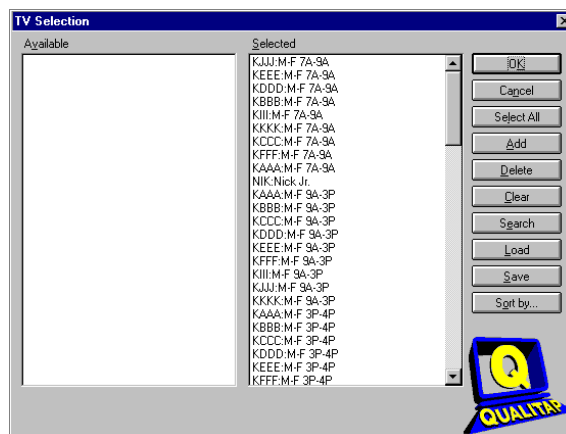 TV Selection
Available
Selected
KJJJ:M-F 7A-9A
KEEE:M-F 7A-9A
KDDD:M-F 7A-9A
KBBB:M-F 7A-9A
KIII:M-F 7A-9A
KKKK:M-F 7A-9A
KCCC:M-F 7A-9A
KFFF:M-F 7A-9A
KAAA:M-F 7A-9A
NIK:Nick Jr.
KAAA:M-F 9A-3P
KBBB:M-F 9A-3P
KCCC:M-F 9A-3P
KDDD:M-F 9A-3P
KEEE:M-F 9A-3P
KFFF:M-F 9A-3P
KIII:M-F 9A-3P
KJJJ:M-F 9A-3P
KKKK:M-F 9A-3P
KAAA:M-F 3P-4P
KBBB:M-F 3P-4P
KCCC:M-F 3P-4P
KDDD:M-F 3P-4P
KEEE:M-F 3P-4P
KFFF:M-F 3P-4P
OK
Cancel
Select All
Add
Delete
Clear
Search
Load
Save
Sort by...
Q
QUALITAP